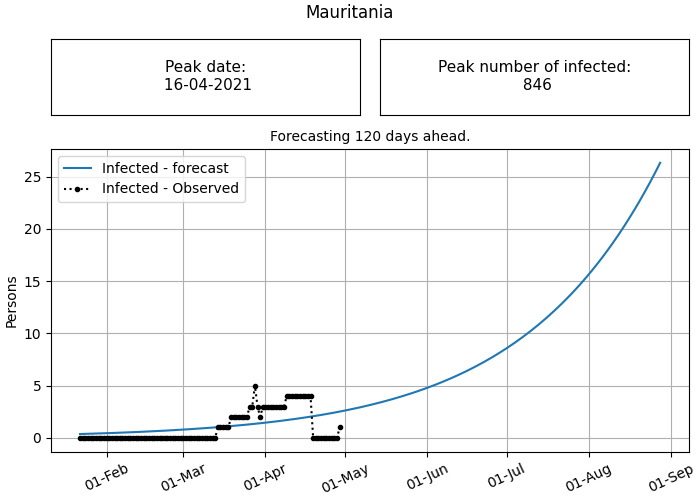 Mauritania
Peak date:
16-04-2021
Peak number of infected:
846
Forecasting 120 days ahead.
Infected - forecast
Infected - Observed
Persons
25
20
15
10
5
0
01-Feb
01-Mar
01-Apr
01-May
01-Jun
01-Jul
01-Aug
01-Sep